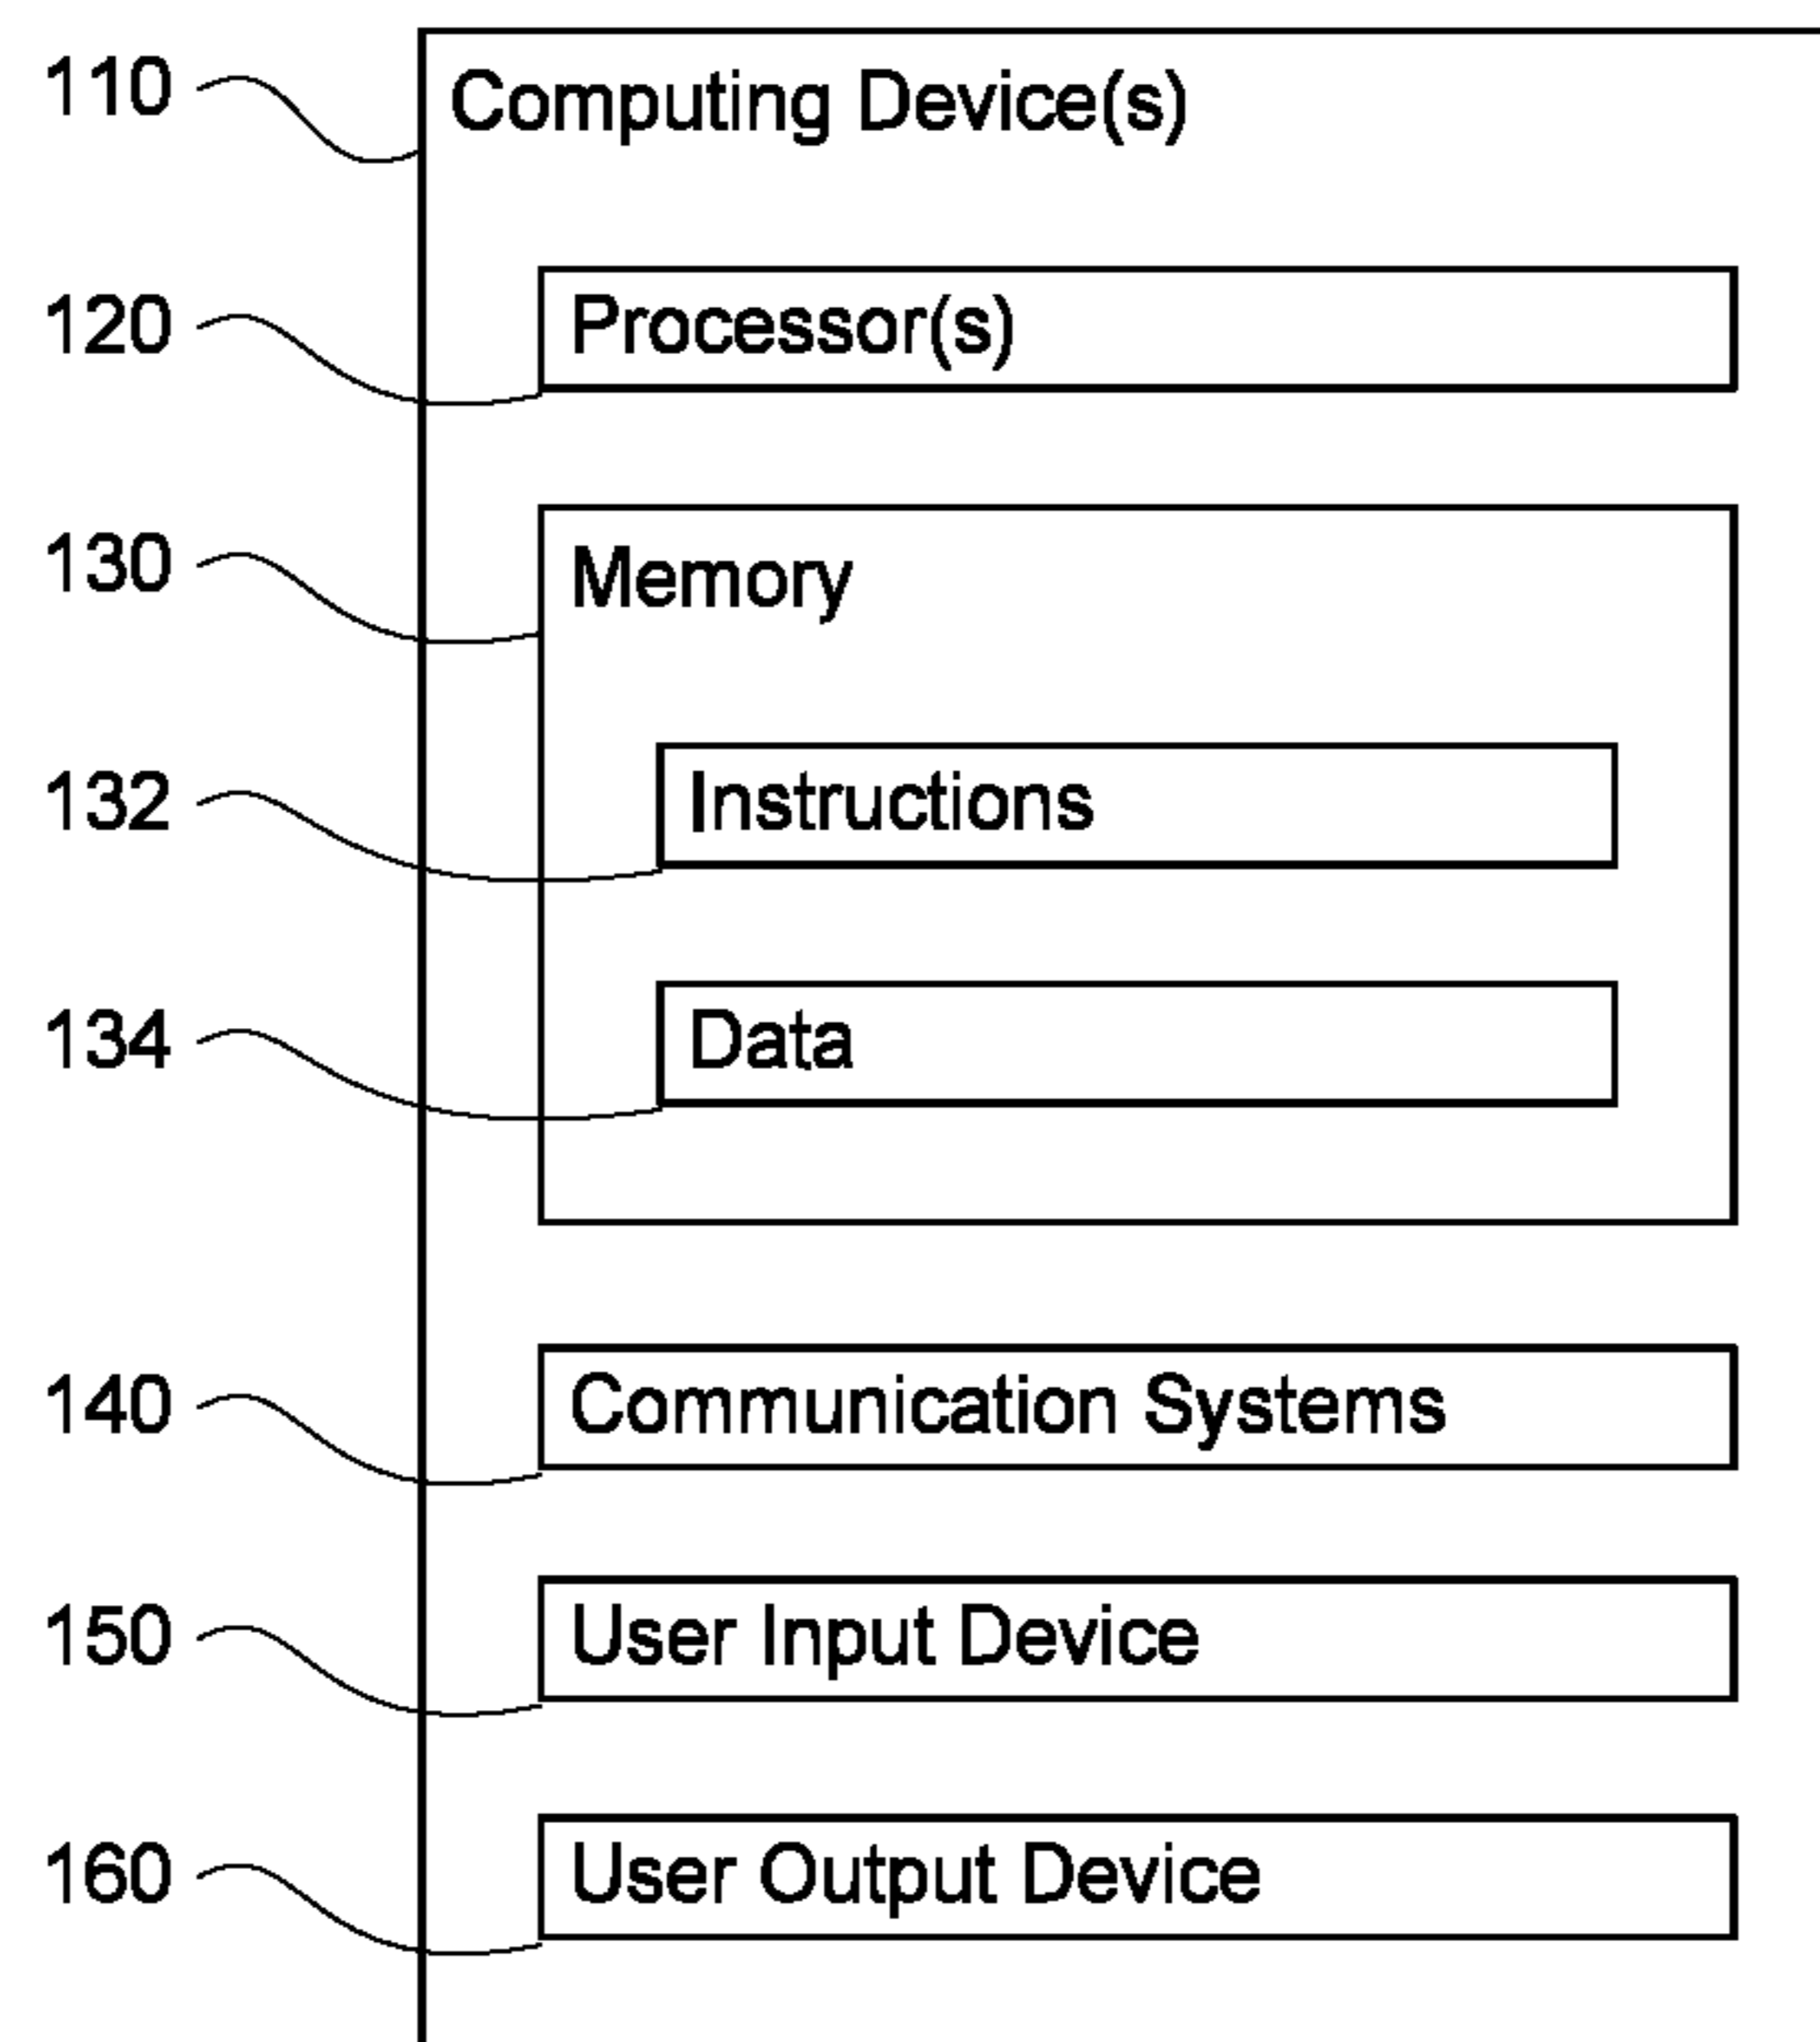 110 Computing Device(s)
120 Processor(s)
130 Memory
132 Instructions
134 Data
140 Communication Systems
150 User Input Device
160 User Output Device